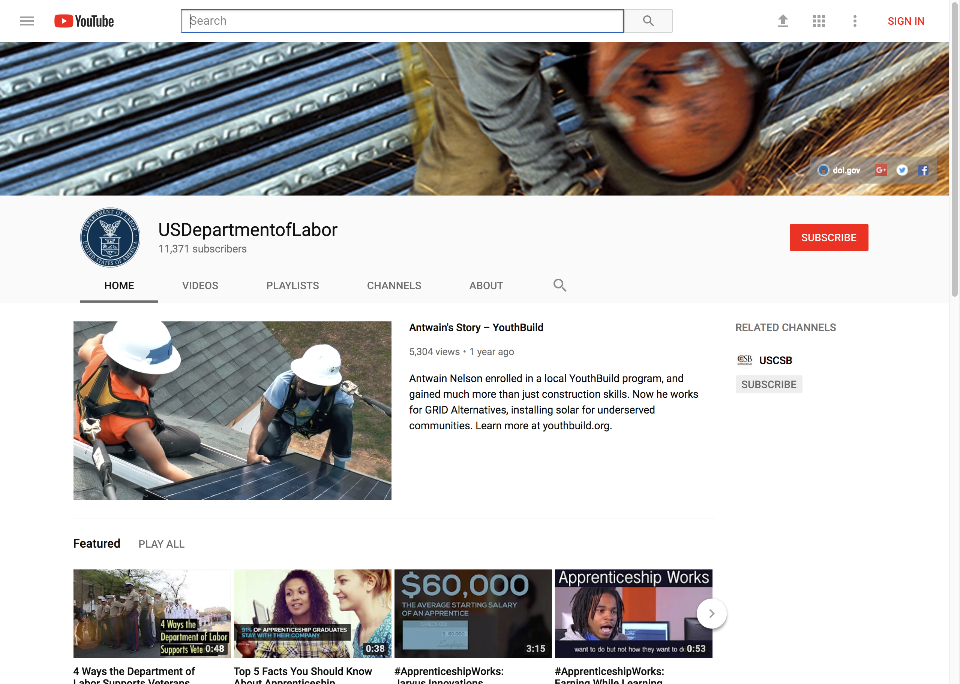 YouTube
Search
SIGN IN
dol.gov
USDepartmentofLabor
11,371 subscribers
SUBSCRIBE
HOME
VIDEOS
PLAYLISTS
CHANNELS
ABOUT
Antwain's Story – YouthBuild
5,304 views • 1 year ago
Antwain Nelson enrolled in a local YouthBuild program, and
gained much more than just construction skills. Now he works
for GRID Alternatives, installing solar for underserved
communities. Learn more at youthbuild.org.
RELATED CHANNELS
USCSB
SUBSCRIBE
Featured
PLAY ALL
4 Ways the
Department of Labor
Supports Vete
0:48
91% OF APPRENTICESHIP GRADUATES
STAY WITH THEIR COMPANY
0:38
$60,000
THE AVERAGE STARTING SALARY
OF AN APPRENTICE
3:15
Apprenticeship Works
want to do but not how they want to do
0:53
4 Ways the Department of
Labor Supports Veterans
Top 5 Facts You Should Know
About Apprenticeship
#ApprenticeshipWorks:
Jarvus Innovations
#ApprenticeshipWorks:
Earning While Learning